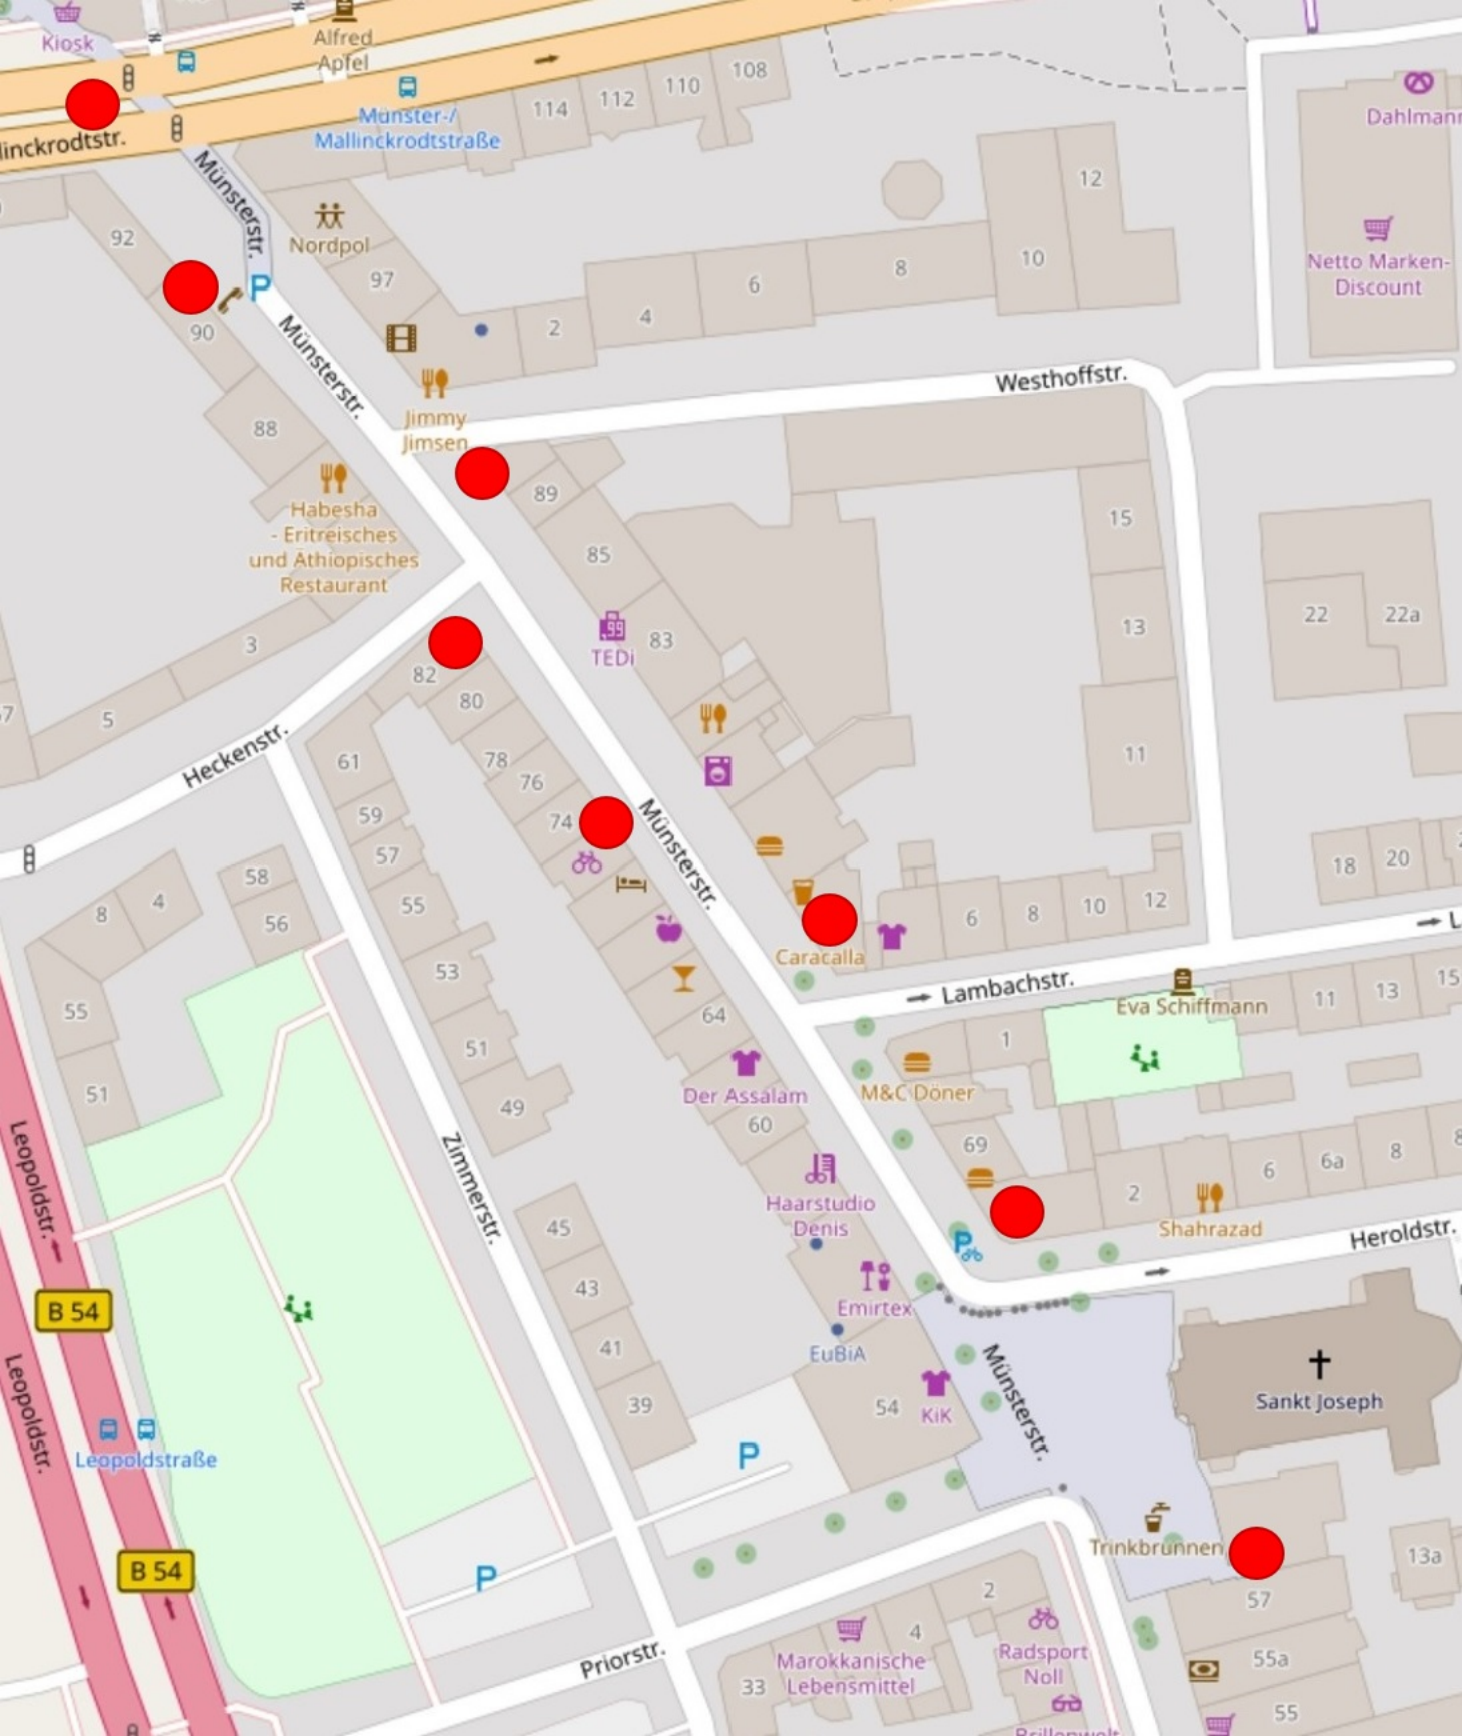 Kiosk
Alfred
Apfel
Münster-/
Mallinckrodtstraße
114
112
110
108
linckrodtstr.
Münsterstr.
Nordpol
92
97
90
P
Münsterstr.
2
4
6
8
10
12
Dahlmann
Netto Marken-
Discount
Westhoffstr.
Jimmy
Jimsen
88
Habesha
- Eritreisches
und Äthiopisches
Restaurant
89
85
83
TEDi
15
13
11
22
22a
3
5
82
80
78
76
74
Heckenstr.
61
59
57
55
53
51
49
Münsterstr.
58
56
8
4
55
51
Caracalla
6
8
10
12
18
20
Lambachstr.
Eva Schiffmann
11
13
15
64
1
M&C Döner
Der Assalam
60
69
Haarstudio
Denis
2
6
6a
8
Shahrazad
Heroldstr.
Leopoldstr.
Zimmerstr.
45
43
41
39
P
Emirtex
EuBiA
54
KiK
Münsterstr.
Sankt Joseph
B 54
Leopoldstr.
Leopoldstraße
P
B 54
P
Trinkbrunnen
13a
57
55a
55
2
4
33
Marokkanische
Lebensmittel
Radsport
Noll
Brillenwelt
Priorstr.